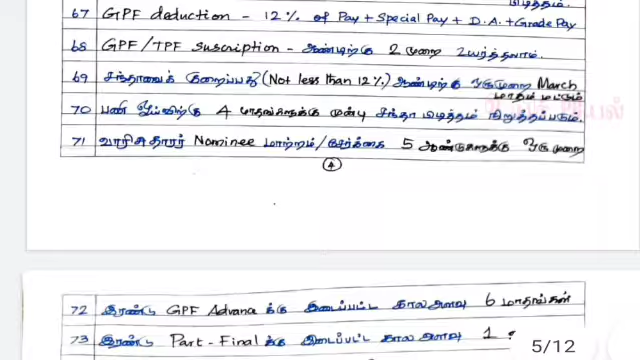 பிடித்தம்.
67 GPF deduction - 12 % of Pay + Special Pay + D.A. + Grade Pay
68 GPF/TPF suscription - ஆண்டிற்கு 2 முறை உயர்த்தலாம்.
69 சந்தாவைக் குறைப்பது (Not less than 12%) ஆண்டிற்கு ஒருமுறை March
மாதம் மட்டும்
70 பணி ஓய்விற்கு 4 மாதங்களுக்கு முன்பு சந்தா பிடித்தம் நிறுத்தப்படும்.
71 வாரிசுதாரர் Nominee மாற்றம்/சேர்க்கை 5 ஆண்டுகளுக்கு ஒருமுறை
4
72 இரண்டு GPF Advana க்கு இடைப்பட்ட கால அளவு 6 மாதங்கள்
73 இரண்டு Part-Final க்கு இடைப்பட்ட கால அளவு 1
5/12